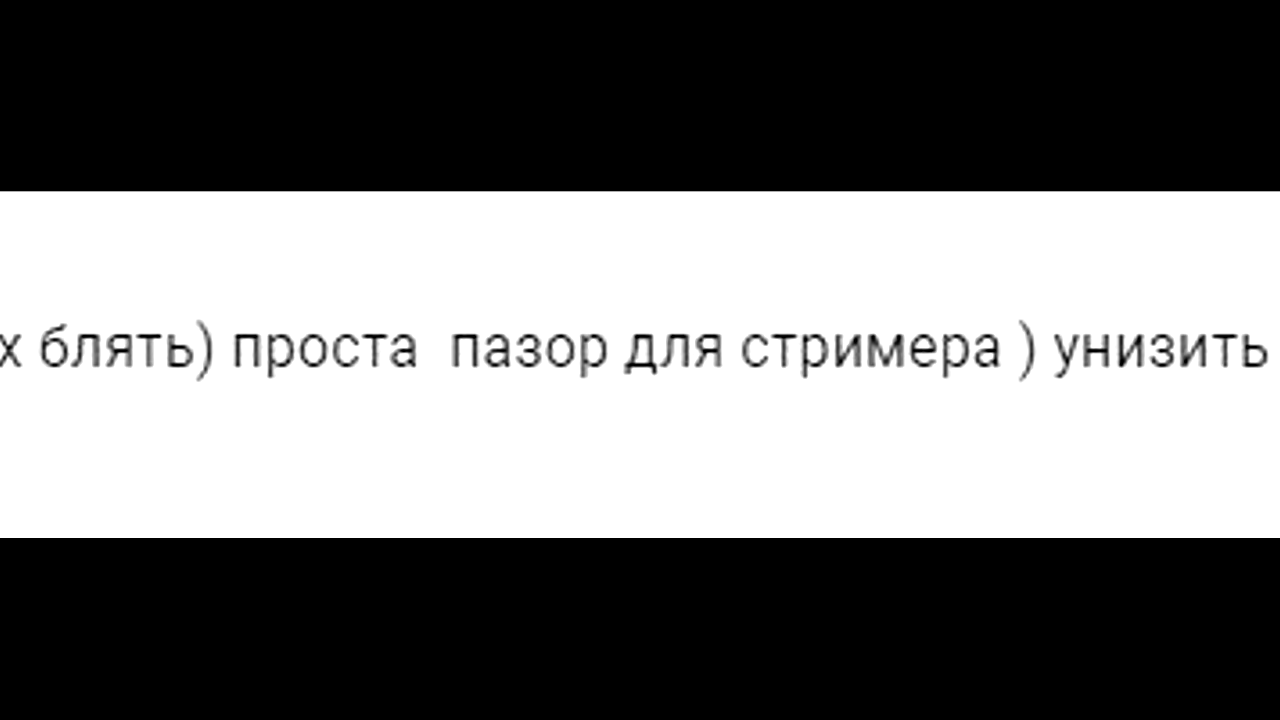 х блять) проста  пазор для стримера ) унизить